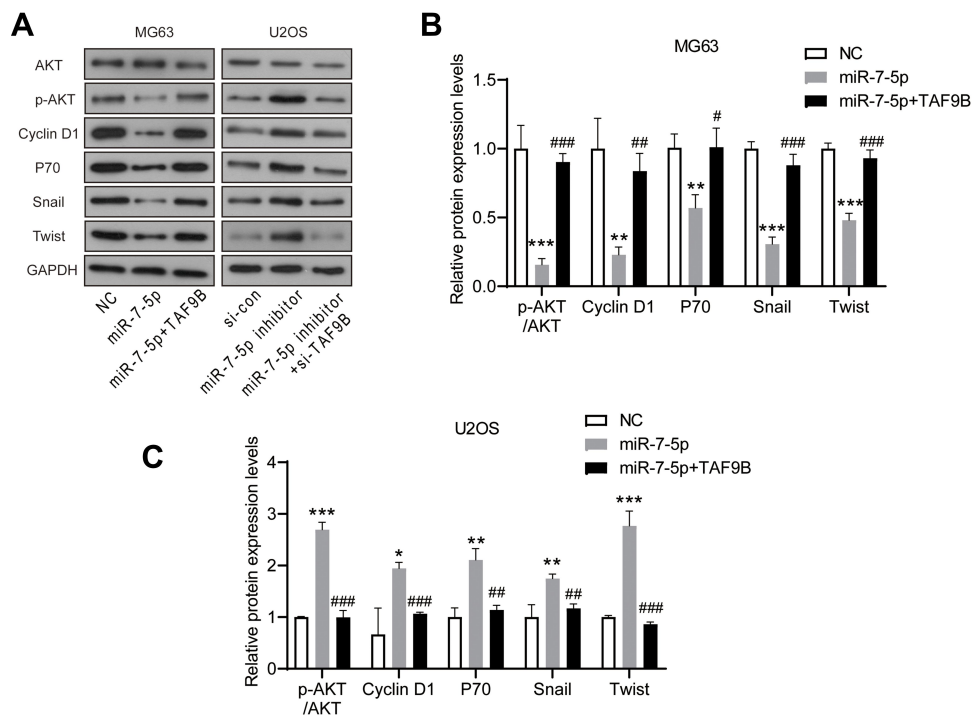 A
MG63
U2OS
AKT
p-AKT
Cyclin D1
P70
Snail
Twist
GAPDH
NC
miR-7-5p
miR-7-5p+TAF9B
si-con
miR-7-5p inhibitor
miR-7-5p inhibitor
+si-TAF9B
B
MG63
NC
miR-7-5p
miR-7-5p+TAF9B
Relative protein expression levels
1.5
1.0
0.5
0.0
*** ###
** ##
** #
*** ###
*** ###
p-AKT
/AKT
Cyclin D1
P70
Snail
Twist
C
U2OS
NC
miR-7-5p
miR-7-5p+TAF9B
Relative protein expression levels
4
3
2
1
0
*** ###
* ###
** ##
** ##
*** ###
p-AKT
/AKT
Cyclin D1
P70
Snail
Twist